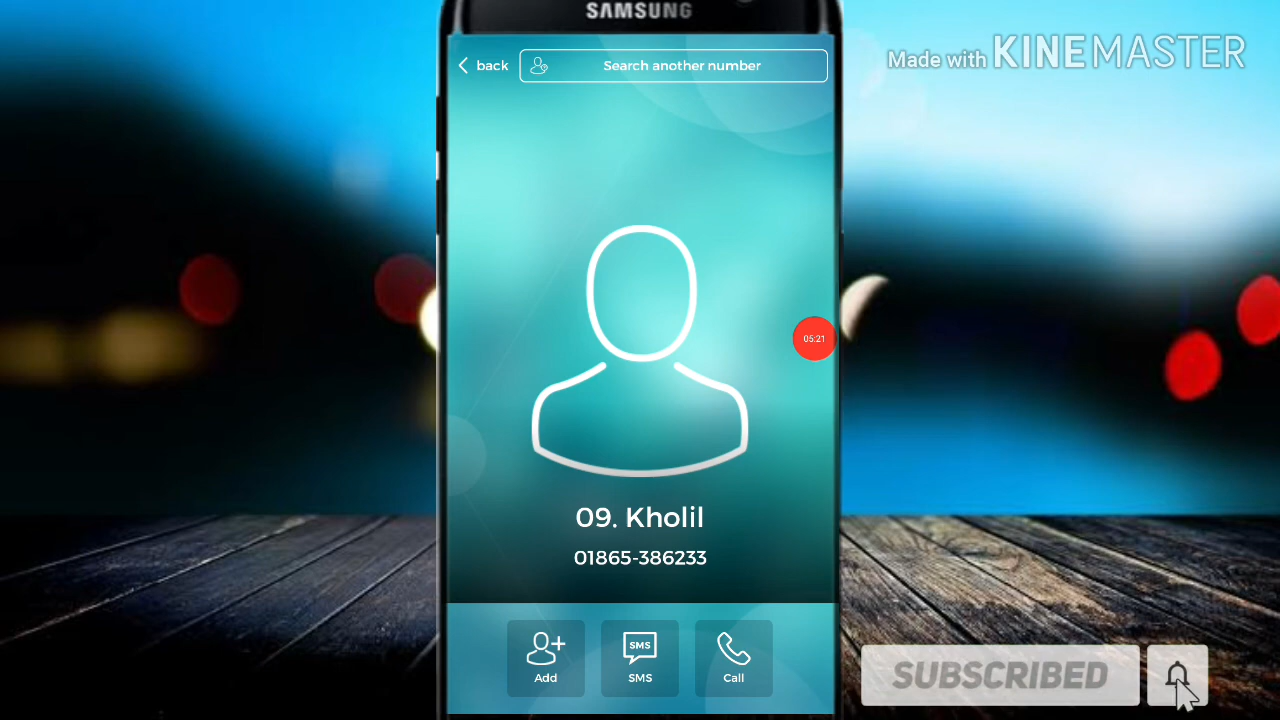 SAMSUNG
Made with KINEMASTER
back
Search another number
05:21
09. Kholil
01865-386233
SMS
Add
SMS
Call
SUBSCRIBED